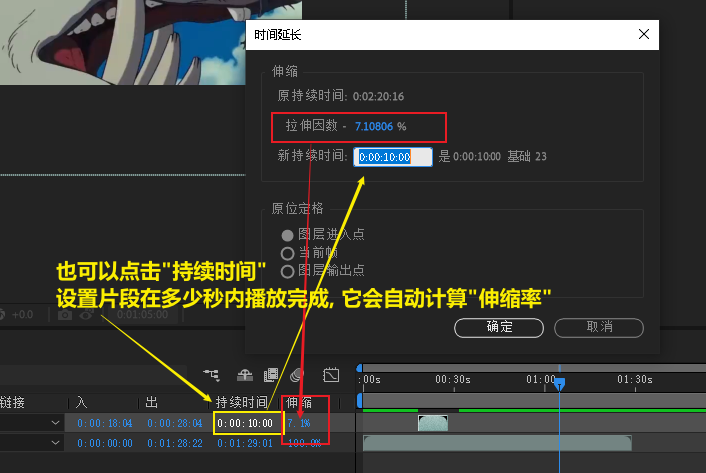 时间延长
伸缩
原持续时间: 0:02:20:16
拉伸因数 - 7.10806 %
新持续时间: 0:00:10:00 是 0:00:10:00 基础 23
原位定格
图层进入点
当前帧
图层输出点
也可以点击"持续时间"
设置片段在多少秒内播放完成, 它会自动计算"伸缩率"
+0.0 0:01:05:00
确定 取消
:00s 00:30s 01:00s 01:30s
链接 入 出 持续时间 伸缩
0:00:18:04 0:00:28:04 0:00:10:00 7.1%
0:00:00:00 0:01:28:22 0:01:29:01 100.0%